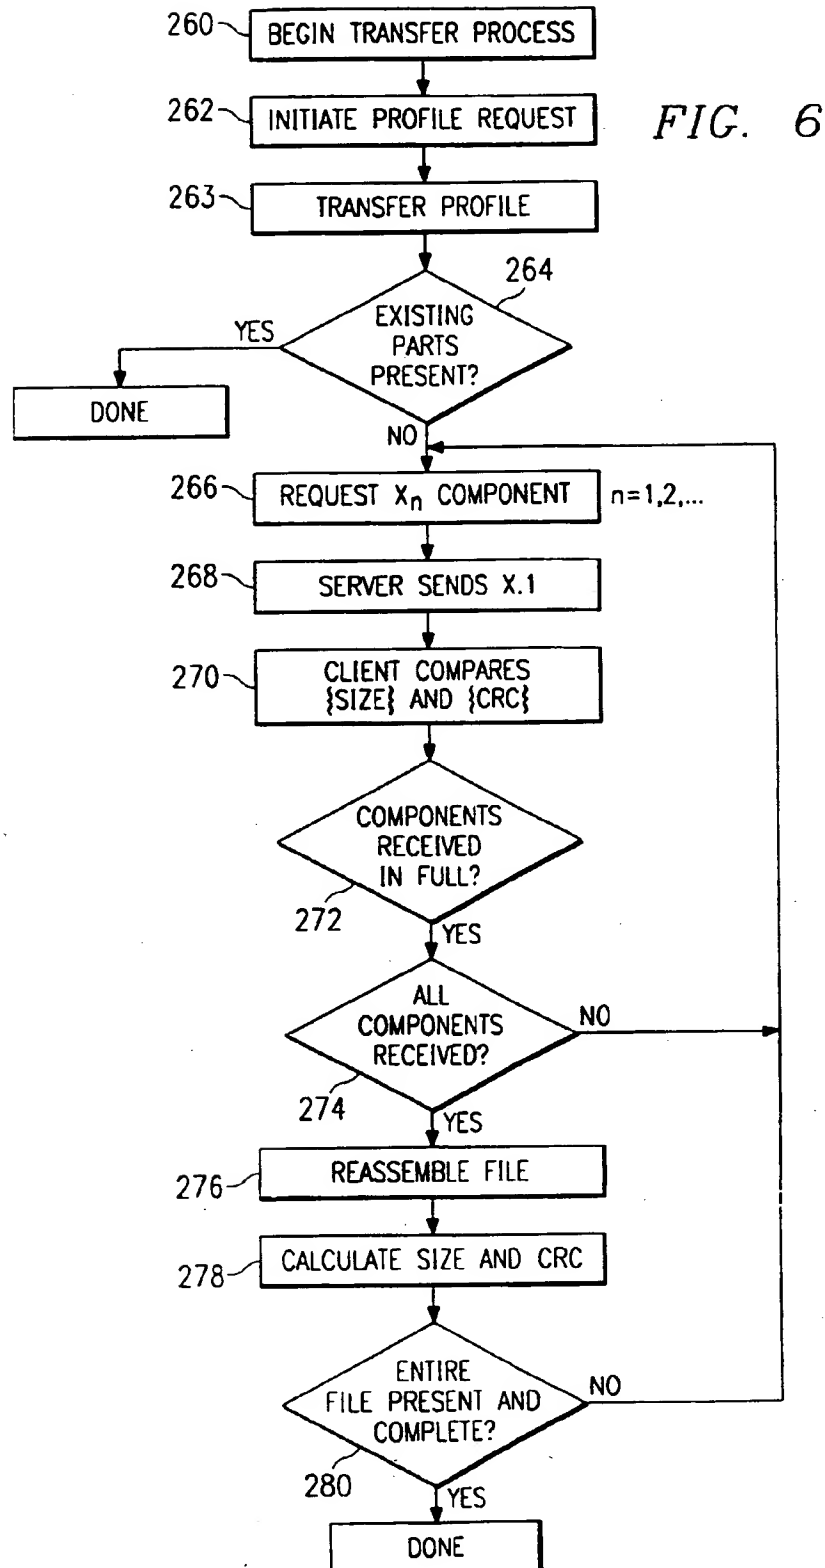 260 BEGIN TRANSFER PROCESS
262 INITIATE PROFILE REQUEST
FIG. 6
263 TRANSFER PROFILE
264
EXISTING
PARTS
PRESENT?
YES
DONE
NO
266 REQUEST Xn COMPONENT n=1,2,...
268 SERVER SENDS X.1
270 CLIENT COMPARES
{SIZE} AND {CRC}
COMPONENTS
RECEIVED
IN FULL?
272
YES
ALL
COMPONENTS
RECEIVED?
NO
274
YES
276 REASSEMBLE FILE
278 CALCULATE SIZE AND CRC
ENTIRE
FILE PRESENT AND
COMPLETE?
NO
280
YES
DONE